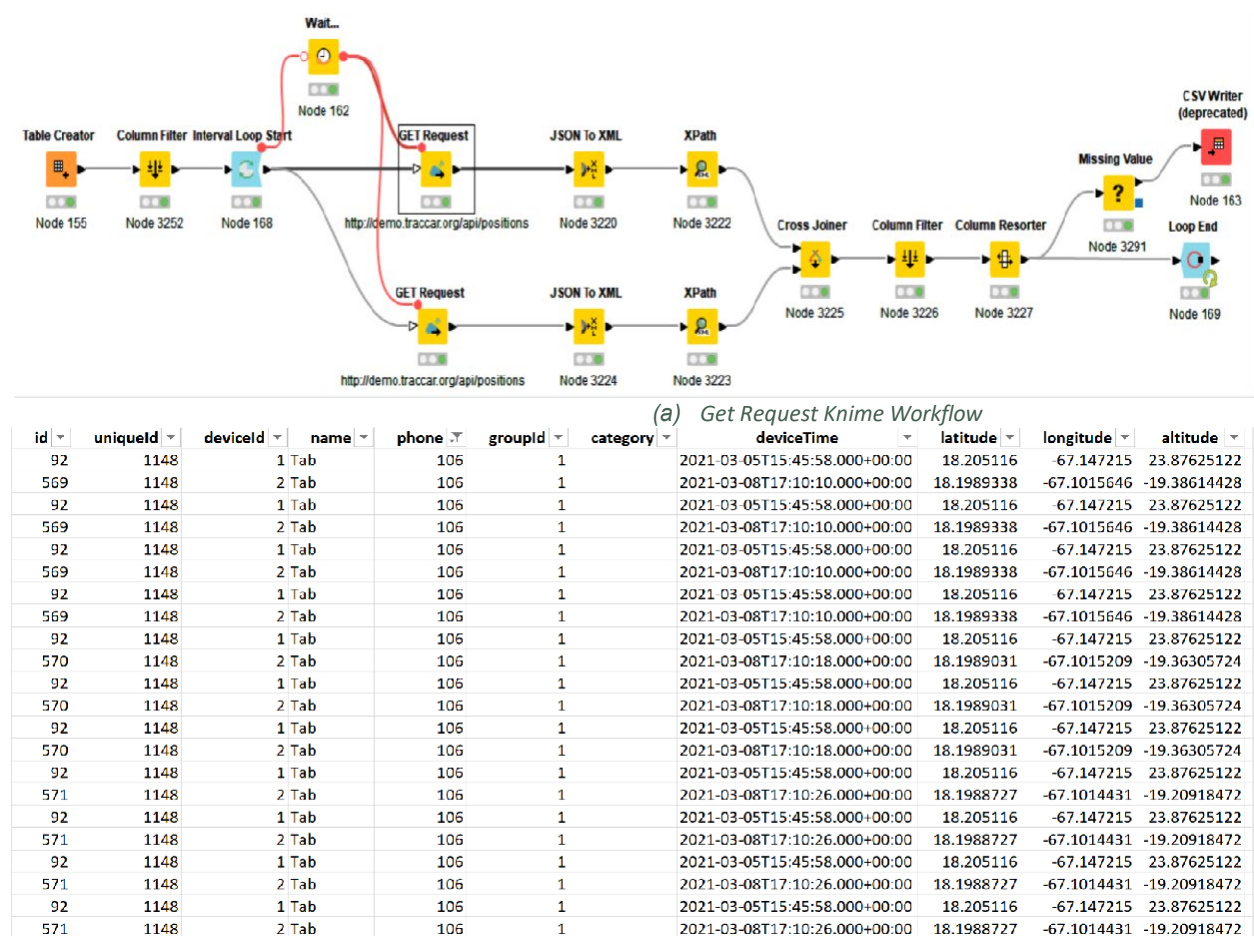 Wait...
Node 162
Table Creator Column Filter Interval Loop Start GET Request JSON To XML XPath
CSV Writer
(deprecated)
Missing Value
Node 155 Node 3252 Node 168 http://demo.traccar.org/api/positions Node 3220 Node 3222
Node 163
Cross Joiner Column Filter Column Resorter Node 3291 Loop End
GET Request JSON To XML XPath
Node 3225 Node 3226 Node 3227 Node 169
http://demo.traccar.org/api/positions Node 3224 Node 3223
(a) Get Request Knime Workflow
id uniqueId deviceId name phone groupId category deviceTime latitude longitude altitude
92 1148 1 Tab 106 1 2021-03-05T15:45:58.000+00:00 18.205116 -67.147215 23.87625122
569 1148 2 Tab 106 1 2021-03-08T17:10:10.000+00:00 18.1989338 -67.1015646 -19.38614428
92 1148 1 Tab 106 1 2021-03-05T15:45:58.000+00:00 18.205116 -67.147215 23.87625122
569 1148 2 Tab 106 1 2021-03-08T17:10:10.000+00:00 18.1989338 -67.1015646 -19.38614428
92 1148 1 Tab 106 1 2021-03-05T15:45:58.000+00:00 18.205116 -67.147215 23.87625122
569 1148 2 Tab 106 1 2021-03-08T17:10:10.000+00:00 18.1989338 -67.1015646 -19.38614428
92 1148 1 Tab 106 1 2021-03-05T15:45:58.000+00:00 18.205116 -67.147215 23.87625122
569 1148 2 Tab 106 1 2021-03-08T17:10:10.000+00:00 18.1989338 -67.1015646 -19.38614428
92 1148 1 Tab 106 1 2021-03-05T15:45:58.000+00:00 18.205116 -67.147215 23.87625122
570 1148 2 Tab 106 1 2021-03-08T17:10:18.000+00:00 18.1989031 -67.1015209 -19.36305724
92 1148 1 Tab 106 1 2021-03-05T15:45:58.000+00:00 18.205116 -67.147215 23.87625122
570 1148 2 Tab 106 1 2021-03-08T17:10:18.000+00:00 18.1989031 -67.1015209 -19.36305724
92 1148 1 Tab 106 1 2021-03-05T15:45:58.000+00:00 18.205116 -67.147215 23.87625122
570 1148 2 Tab 106 1 2021-03-08T17:10:18.000+00:00 18.1989031 -67.1015209 -19.36305724
92 1148 1 Tab 106 1 2021-03-05T15:45:58.000+00:00 18.205116 -67.147215 23.87625122
571 1148 2 Tab 106 1 2021-03-08T17:10:26.000+00:00 18.1988727 -67.1014431 -19.20918472
92 1148 1 Tab 106 1 2021-03-05T15:45:58.000+00:00 18.205116 -67.147215 23.87625122
571 1148 2 Tab 106 1 2021-03-08T17:10:26.000+00:00 18.1988727 -67.1014431 -19.20918472
92 1148 1 Tab 106 1 2021-03-05T15:45:58.000+00:00 18.205116 -67.147215 23.87625122
571 1148 2 Tab 106 1 2021-03-08T17:10:26.000+00:00 18.1988727 -67.1014431 -19.20918472
92 1148 1 Tab 106 1 2021-03-05T15:45:58.000+00:00 18.205116 -67.147215 23.87625122
571 1148 2 Tab 106 1 2021-03-08T17:10:26.000+00:00 18.1988727 -67.1014431 -19.20918472